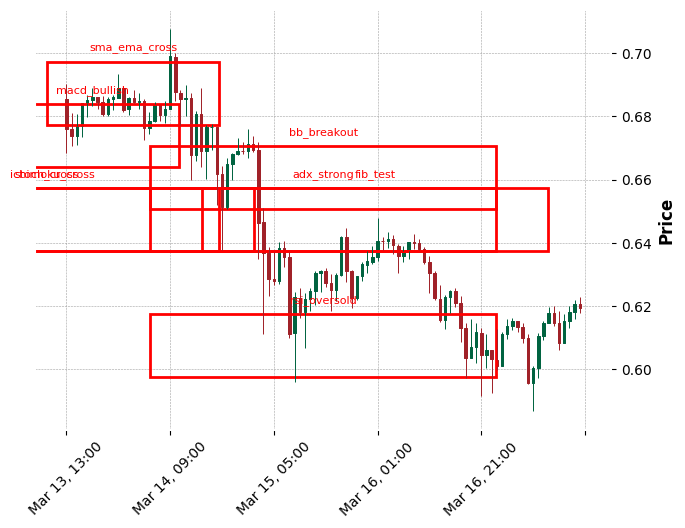 sma_ema_cross
macd_bullish
bb_breakout
adx_strong
fib_test
rsi_oversold
0.70
0.68
0.66
0.64
0.62
0.60
Price
Mar 13, 13:00
Mar 14, 09:00
Mar 15, 05:00
Mar 16, 01:00
Mar 16, 21:00